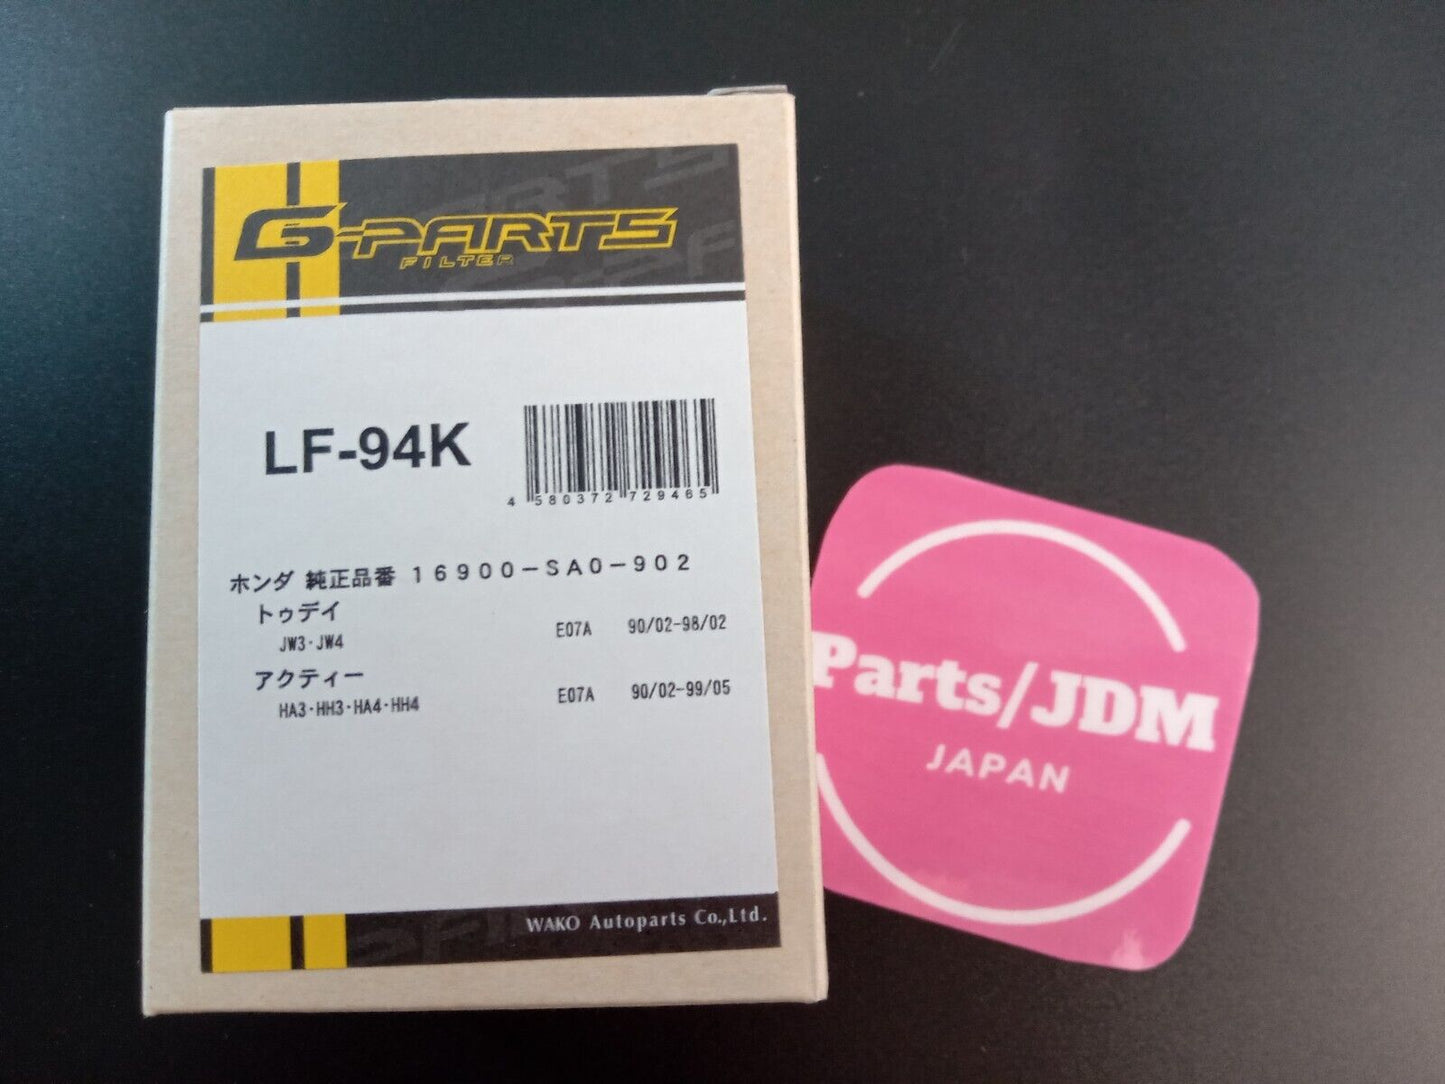 G-PARTS
FILTER
LF-94K
4 580372 729465
ホンダ 純正品番 16900-SA0-902
トゥデイ
JW3・JW4 E07A 90/02-98/02
アクティー
HA3・HH3・HA4・HH4 E07A 90/02-99/05
WAKO Autoparts Co.,Ltd.
Parts/JDM
JAPAN